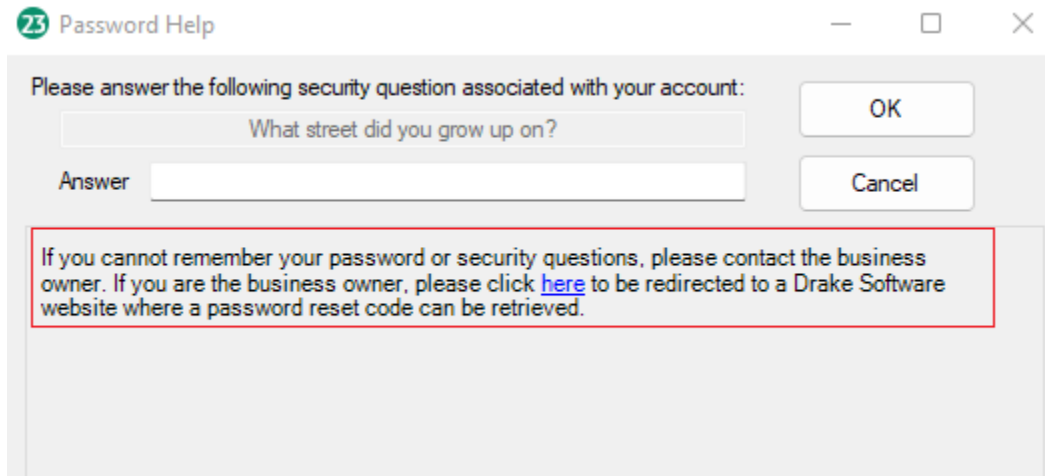 23 Password Help
Please answer the following security question associated with your account:
OK
What street did you grow up on?
Answer
Cancel
If you cannot remember your password or security questions, please contact the business
owner. If you are the business owner, please click here to be redirected to a Drake Software
website where a password reset code can be retrieved.